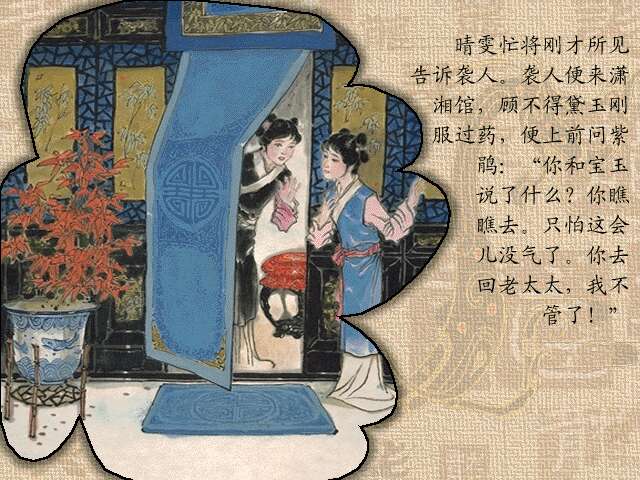 晴雯忙将刚才所见
告诉袭人。袭人便来潇
湘馆，顾不得黛玉刚
服过药，便上前问紫
鹃：“你和宝玉
说了什么？你瞧
瞧去。只怕这会
儿没气了。你去
回老太太，我不
管了！”